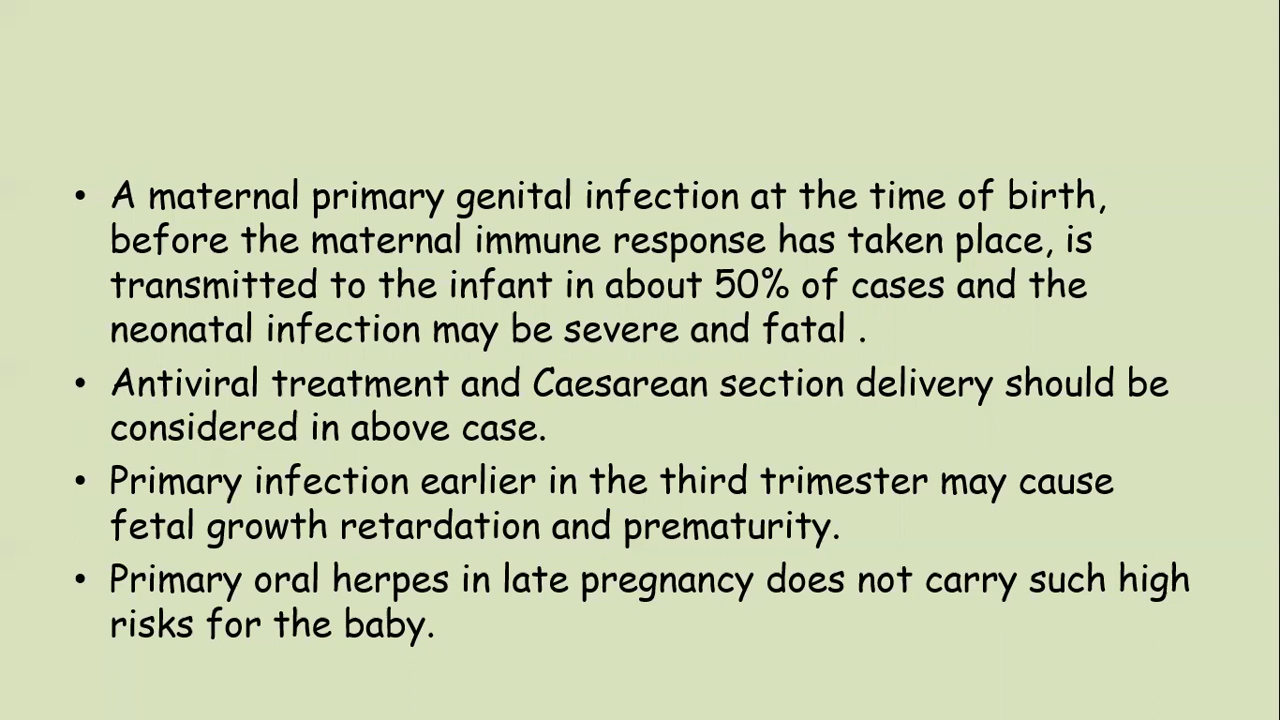 • A maternal primary genital infection at the time of birth,
before the maternal immune response has taken place, is
transmitted to the infant in about 50% of cases and the
neonatal infection may be severe and fatal .
• Antiviral treatment and Caesarean section delivery should be
considered in above case.
• Primary infection earlier in the third trimester may cause
fetal growth retardation and prematurity.
• Primary oral herpes in late pregnancy does not carry such high
risks for the baby.